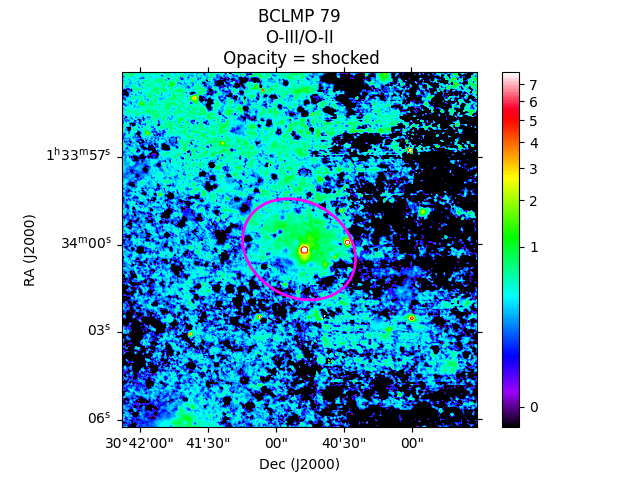 BCLMP 79
O-III/O-II
Opacity = shocked
RA (J2000)
1ʰ33ᵐ57ˢ
34ᵐ00ˢ
03ˢ
06ˢ
30°42'00" 41'30" 00" 40'30" 00"
Dec (J2000)
7
6
5
4
3
2
1
0